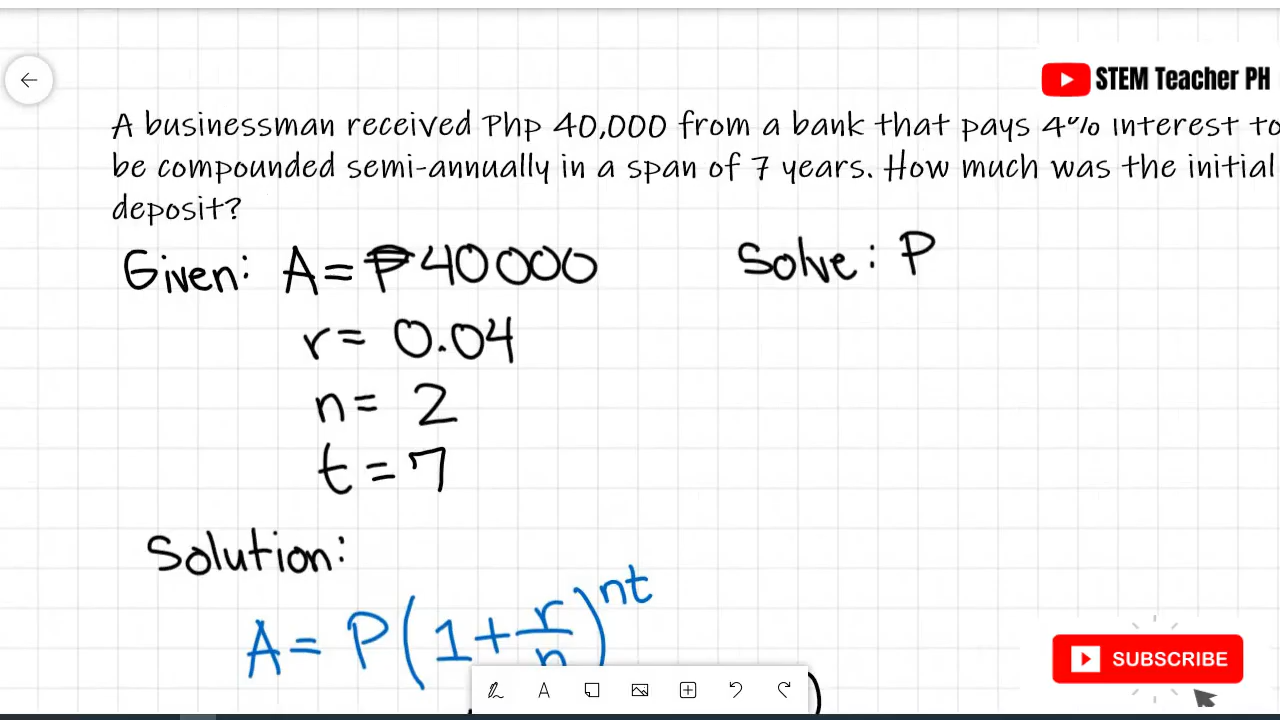 STEM Teacher PH
A businessman received Php 40,000 from a bank that pays 4% interest to
be compounded semi-annually in a span of 7 years. How much was the initial
deposit?
Given: A = ₱40000
Solve: P
r = 0.04
n = 2
t = 7
Solution:
A = P(1 + r/n)^nt
SUBSCRIBE
A
)